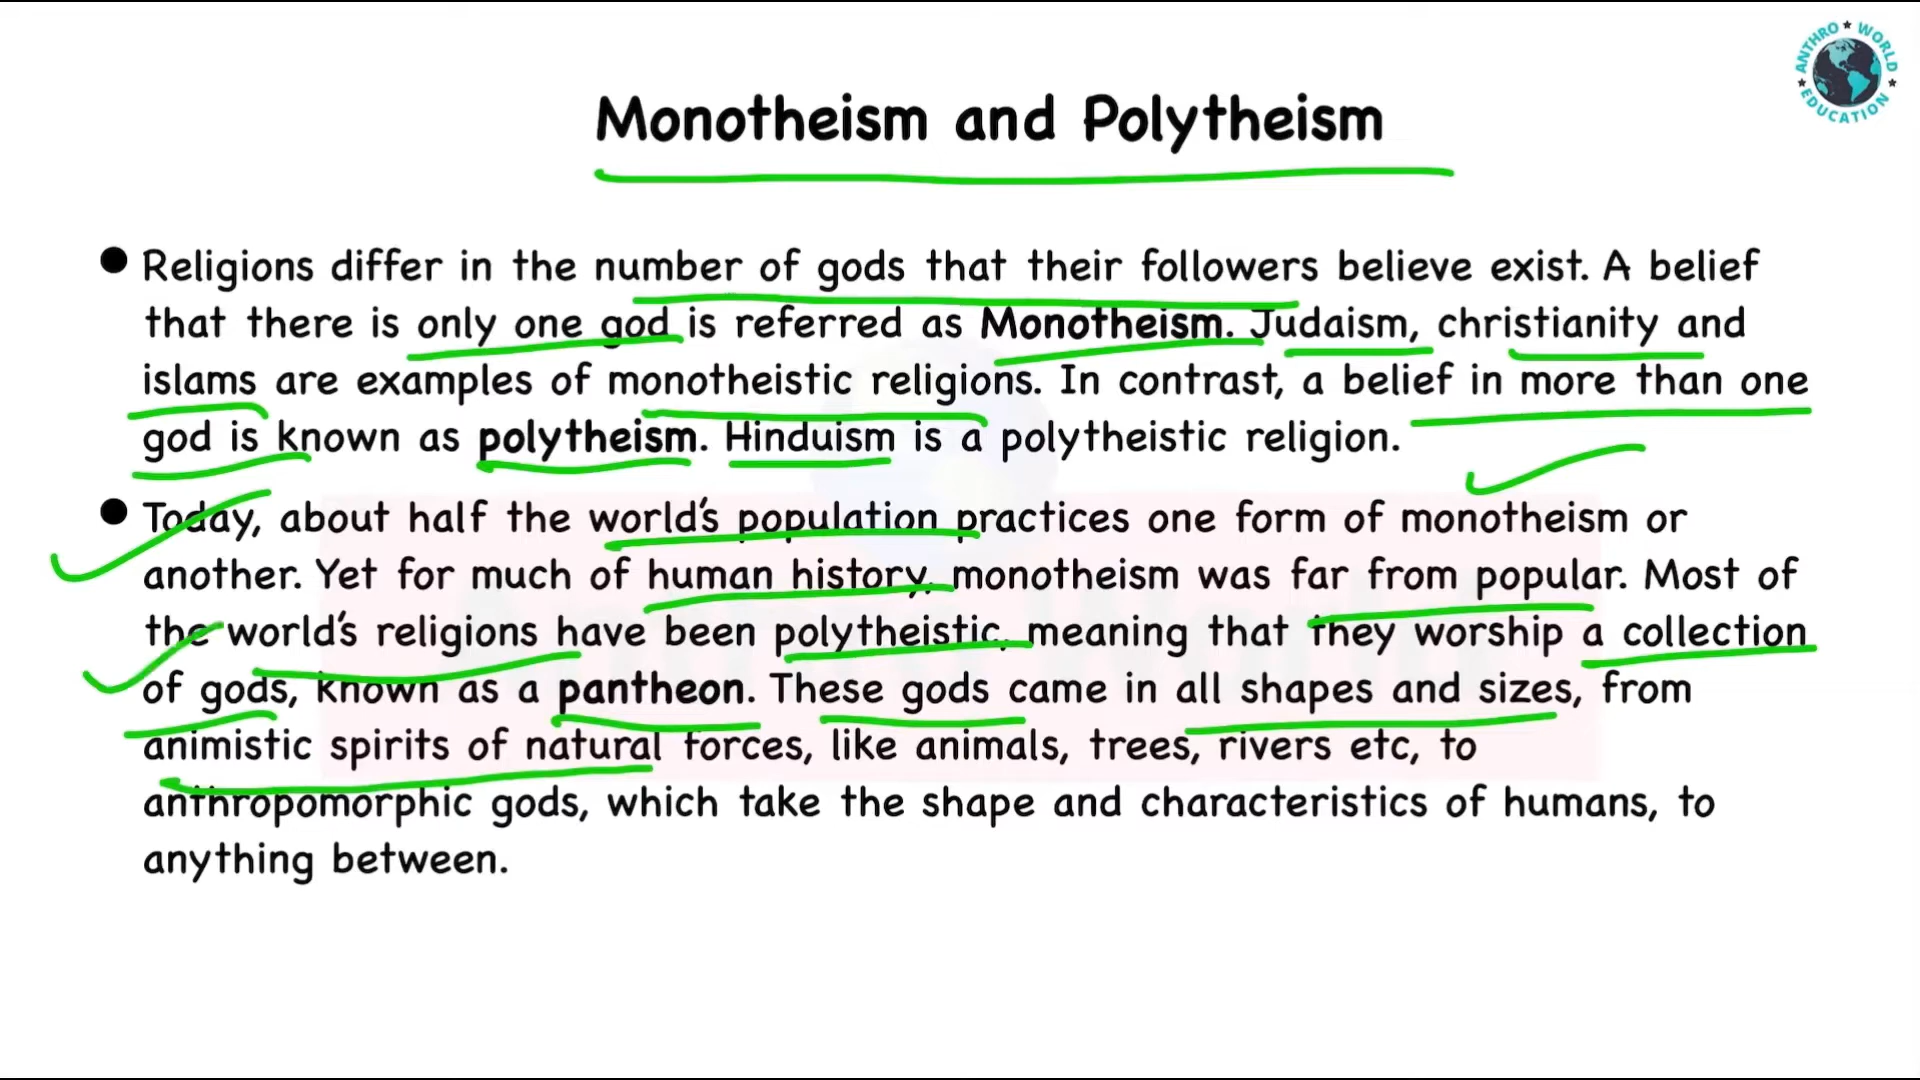 ANTHRO WORLD EDUCATION
Monotheism and Polytheism
Religions differ in the number of gods that their followers believe exist. A belief
that there is only one god is referred as Monotheism. Judaism, christianity and
islams are examples of monotheistic religions. In contrast, a belief in more than one
god is known as polytheism. Hinduism is a polytheistic religion.
Today, about half the world's population practices one form of monotheism or
another. Yet for much of human history, monotheism was far from popular. Most of
the world's religions have been polytheistic, meaning that they worship a collection
of gods, known as a pantheon. These gods came in all shapes and sizes, from
animistic spirits of natural forces, like animals, trees, rivers etc, to
anthropomorphic gods, which take the shape and characteristics of humans, to
anything between.